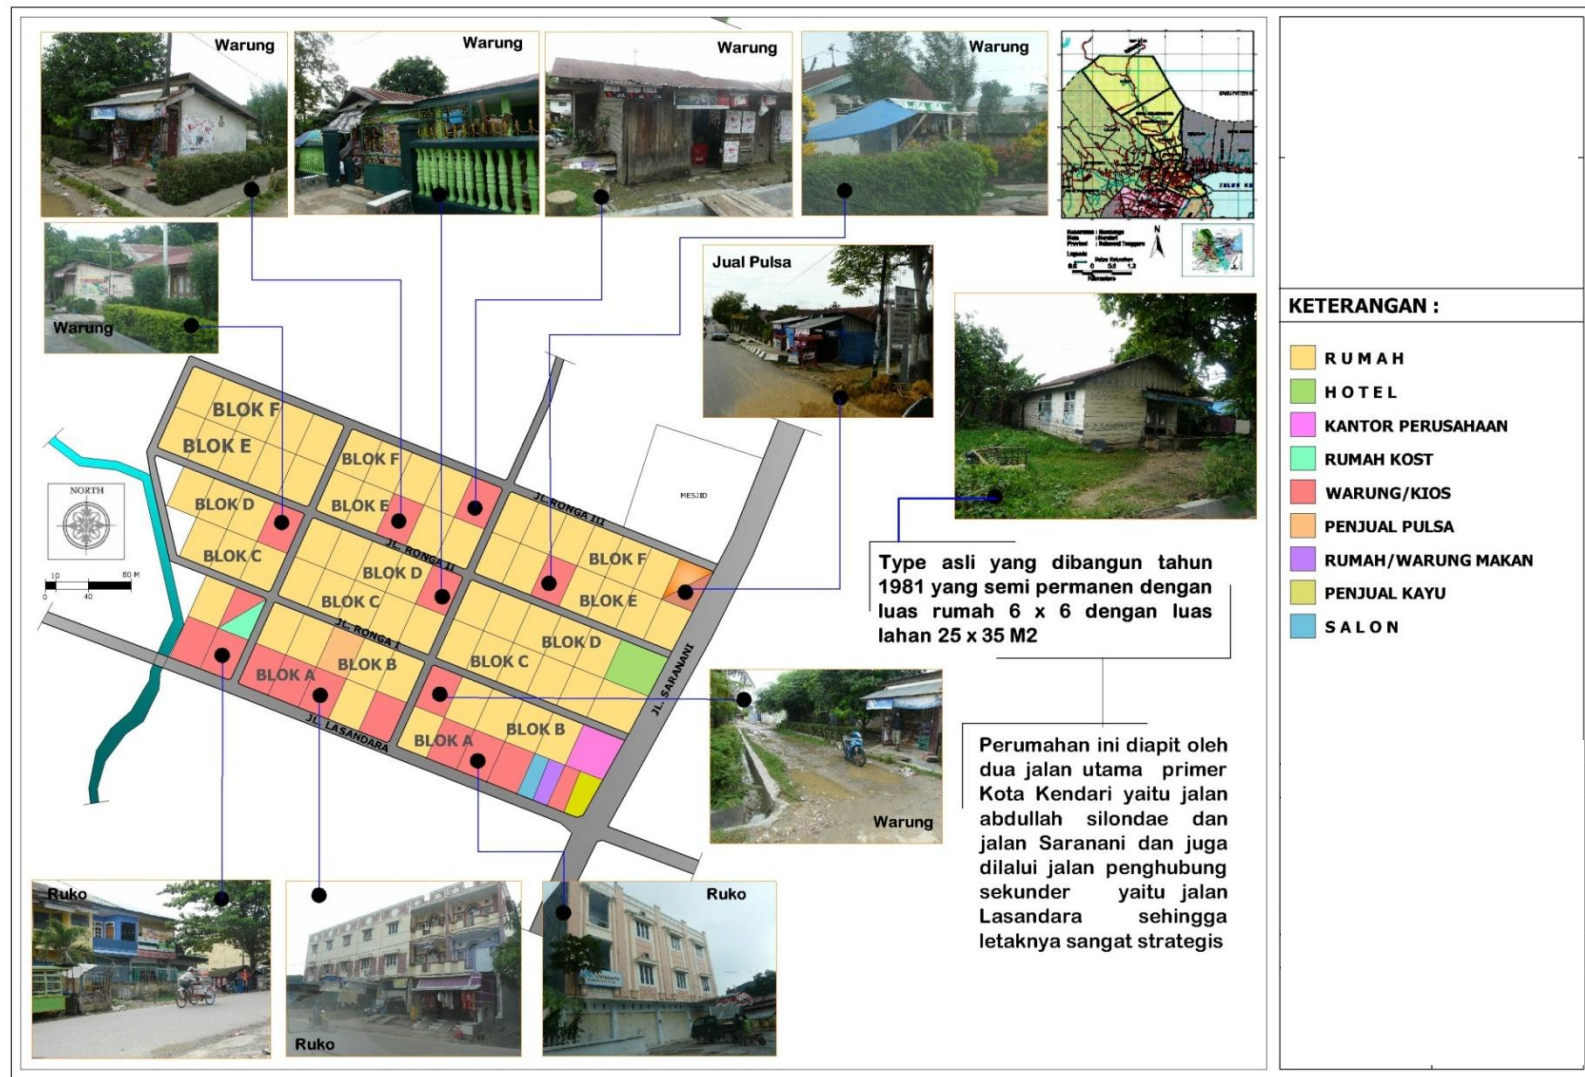 Warung
Warung
Warung
Warung
Warung
Jual Pulsa
N
BLOK F
BLOK E
BLOK D
BLOK C
BLOK F
BLOK E
BLOK D
BLOK C
BLOK B
BLOK A
BLOK F
BLOK E
BLOK D
BLOK C
BLOK B
BLOK A
JL. RONGA III
JL. RONGA II
JL. RONGA I
JL. LASANDARA
JL. SARANANI
MESJID
NORTH
10 80 M
0 40
Type asli yang dibangun tahun
1981 yang semi permanen dengan
luas rumah 6 x 6 dengan luas
lahan 25 x 35 M2
Perumahan ini diapit oleh
dua jalan utama primer
Kota Kendari yaitu jalan
abdullah silondae dan
jalan Saranani dan juga
dilalui jalan penghubung
sekunder yaitu jalan
Lasandara sehingga
letaknya sangat strategis
Warung
Ruko
Ruko
Ruko
KETERANGAN :
RUMAH
HOTEL
KANTOR PERUSAHAAN
RUMAH KOST
WARUNG/KIOS
PENJUAL PULSA
RUMAH/WARUNG MAKAN
PENJUAL KAYU
SALON